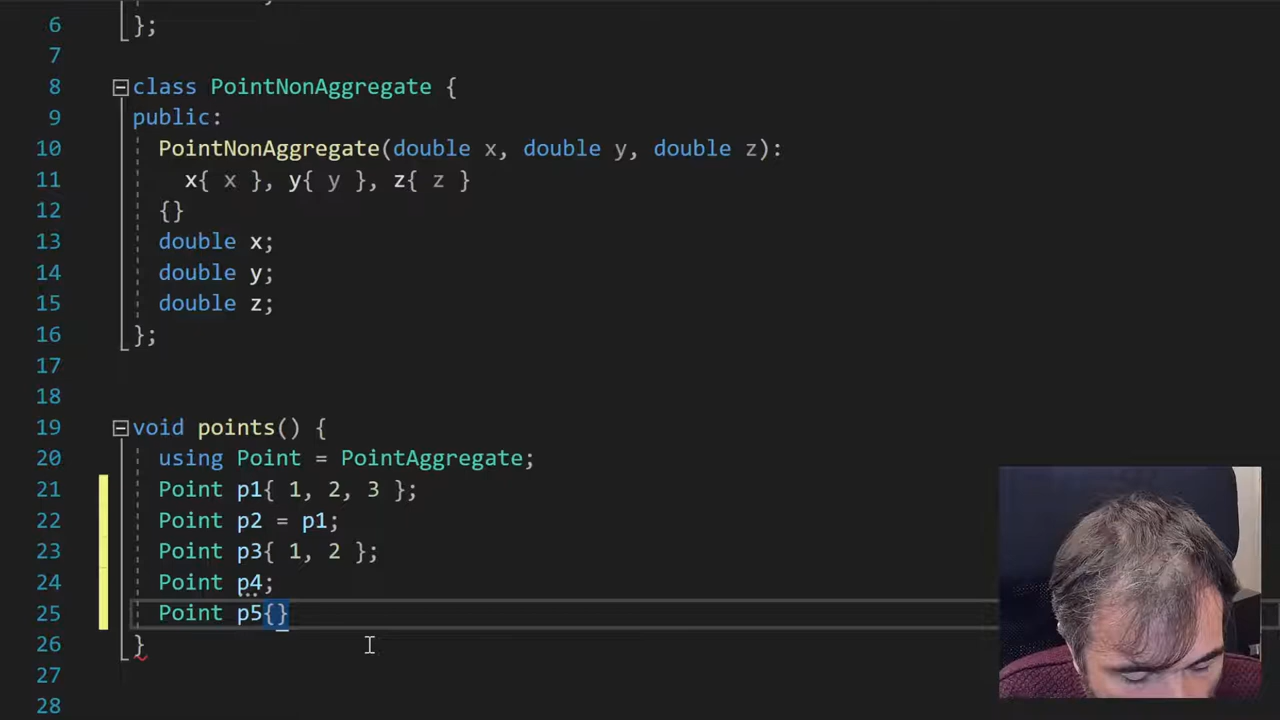 6 };
7
8 class PointNonAggregate {
9 public:
10 PointNonAggregate(double x, double y, double z):
11 x{ x }, y{ y }, z{ z }
12 {}
13 double x;
14 double y;
15 double z;
16 };
17
18
19 void points() {
20 using Point = PointAggregate;
21 Point p1{ 1, 2, 3 };
22 Point p2 = p1;
23 Point p3{ 1, 2 };
24 Point p4;
25 Point p5{}
26 }
27
28